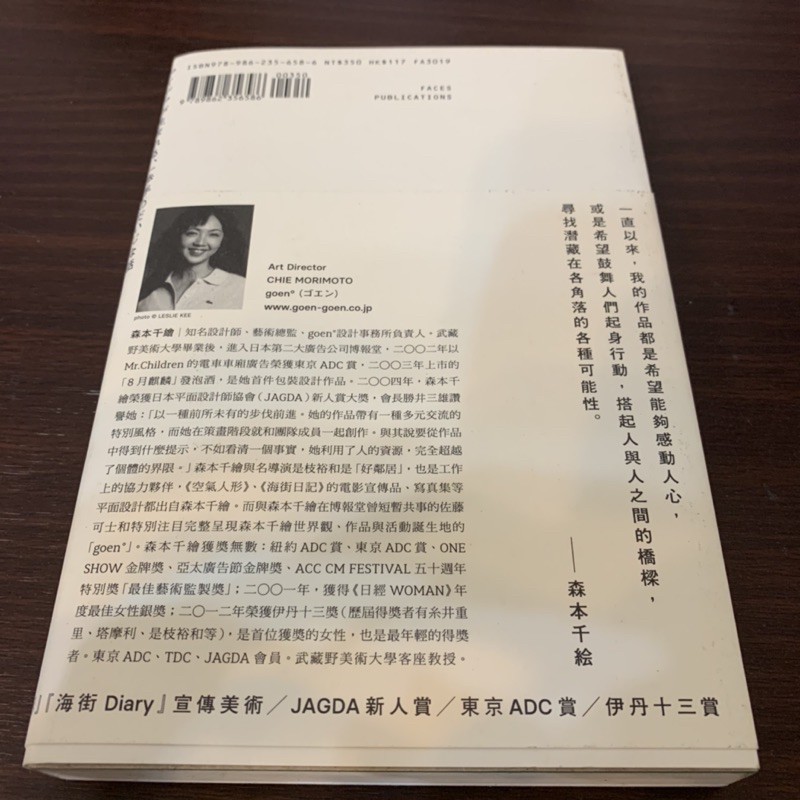 ISBN978-986-235-658-6 NT$350 HK$117 FA3019
00350
9789862356586
FACES
PUBLICATIONS
一直以來，我的作品都是希望能夠感動人心，
或是希望鼓舞人們起身行動，搭起人與人之間的橋樑，
尋找潛藏在各角落的各種可能性。
——森本千絵
Art Director
CHIE MORIMOTO
goen°（ゴエン）
www.goen-goen.co.jp
photo © LESLIE KEE
森本千繪｜知名設計師、藝術總監、goen°設計事務所負責人。武藏
野美術大學畢業後，進入日本第二大廣告公司博報堂，二〇〇二年以
Mr.Children的電車車廂廣告榮獲東京ADC賞，二〇〇三年上市的
「8月麒麟」發泡酒，是她首件包裝設計作品。二〇〇四年，森本千
繪榮獲日本平面設計師協會（JAGDA）新人賞大獎，會長勝井三雄讚
譽她：「以一種前所未有的步伐前進。她的作品帶有一種多元交流的
特別風格，而她在策畫階段就和團隊成員一起創作。與其說要從作品
中得到什麼提示，不如看清一個事實，她利用了人的資源，完全超越
了個體的界限。」森本千繪與名導演是枝裕和是「好鄰居」，也是工作
上的協力夥伴，《空氣人形》、《海街日記》的電影宣傳品、寫真集等
平面設計都出自森本千繪。而與森本千繪在博報堂曾短暫共事的佐藤
可士和特別注目完整呈現森本千繪世界觀、作品與活動誕生地的
「goen°」。森本千繪獲獎無數：紐約ADC賞、東京ADC賞、ONE
SHOW金牌獎、亞太廣告節金牌獎、ACC CM FESTIVAL五十週年
特別獎「最佳藝術監製獎」；二〇〇一年，獲得《日經WOMAN》年
度最佳女性銀獎；二〇一二年榮獲伊丹十三獎（歷屆得獎者有糸井重
里、塔摩利、是枝裕和等），是首位獲獎的女性，也是最年輕的得獎
者。東京ADC、TDC、JAGDA會員。武藏野美術大學客座教授。
」『海街 Diary』宣傳美術／JAGDA新人賞／東京ADC賞／伊丹十三賞